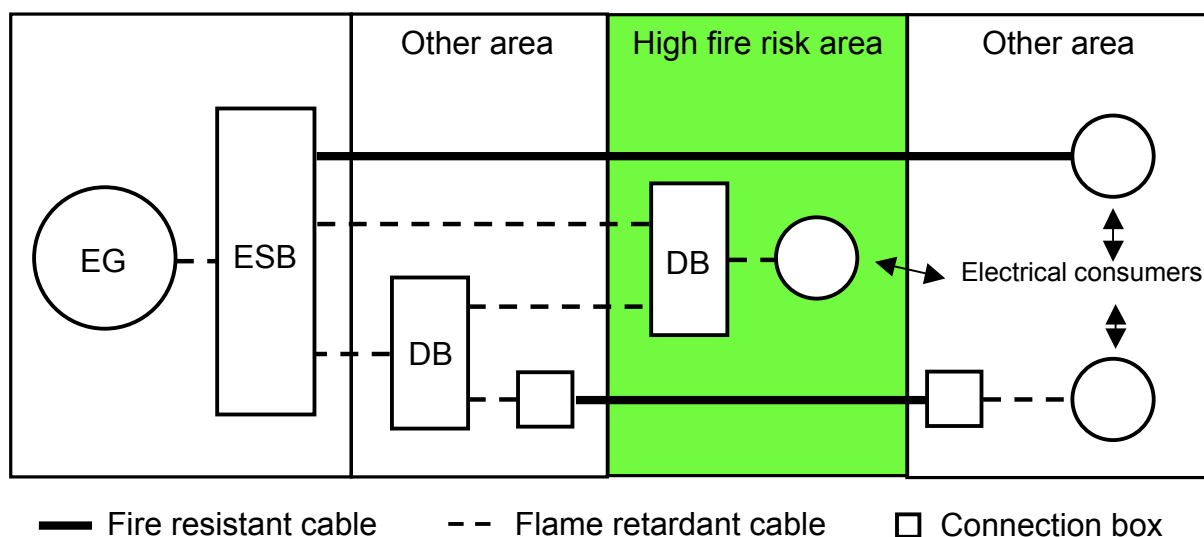 Other area
High fire risk area
Other area
EG
ESB
DB
DB
Electrical consumers
Fire resistant cable
Flame retardant cable
Connection box